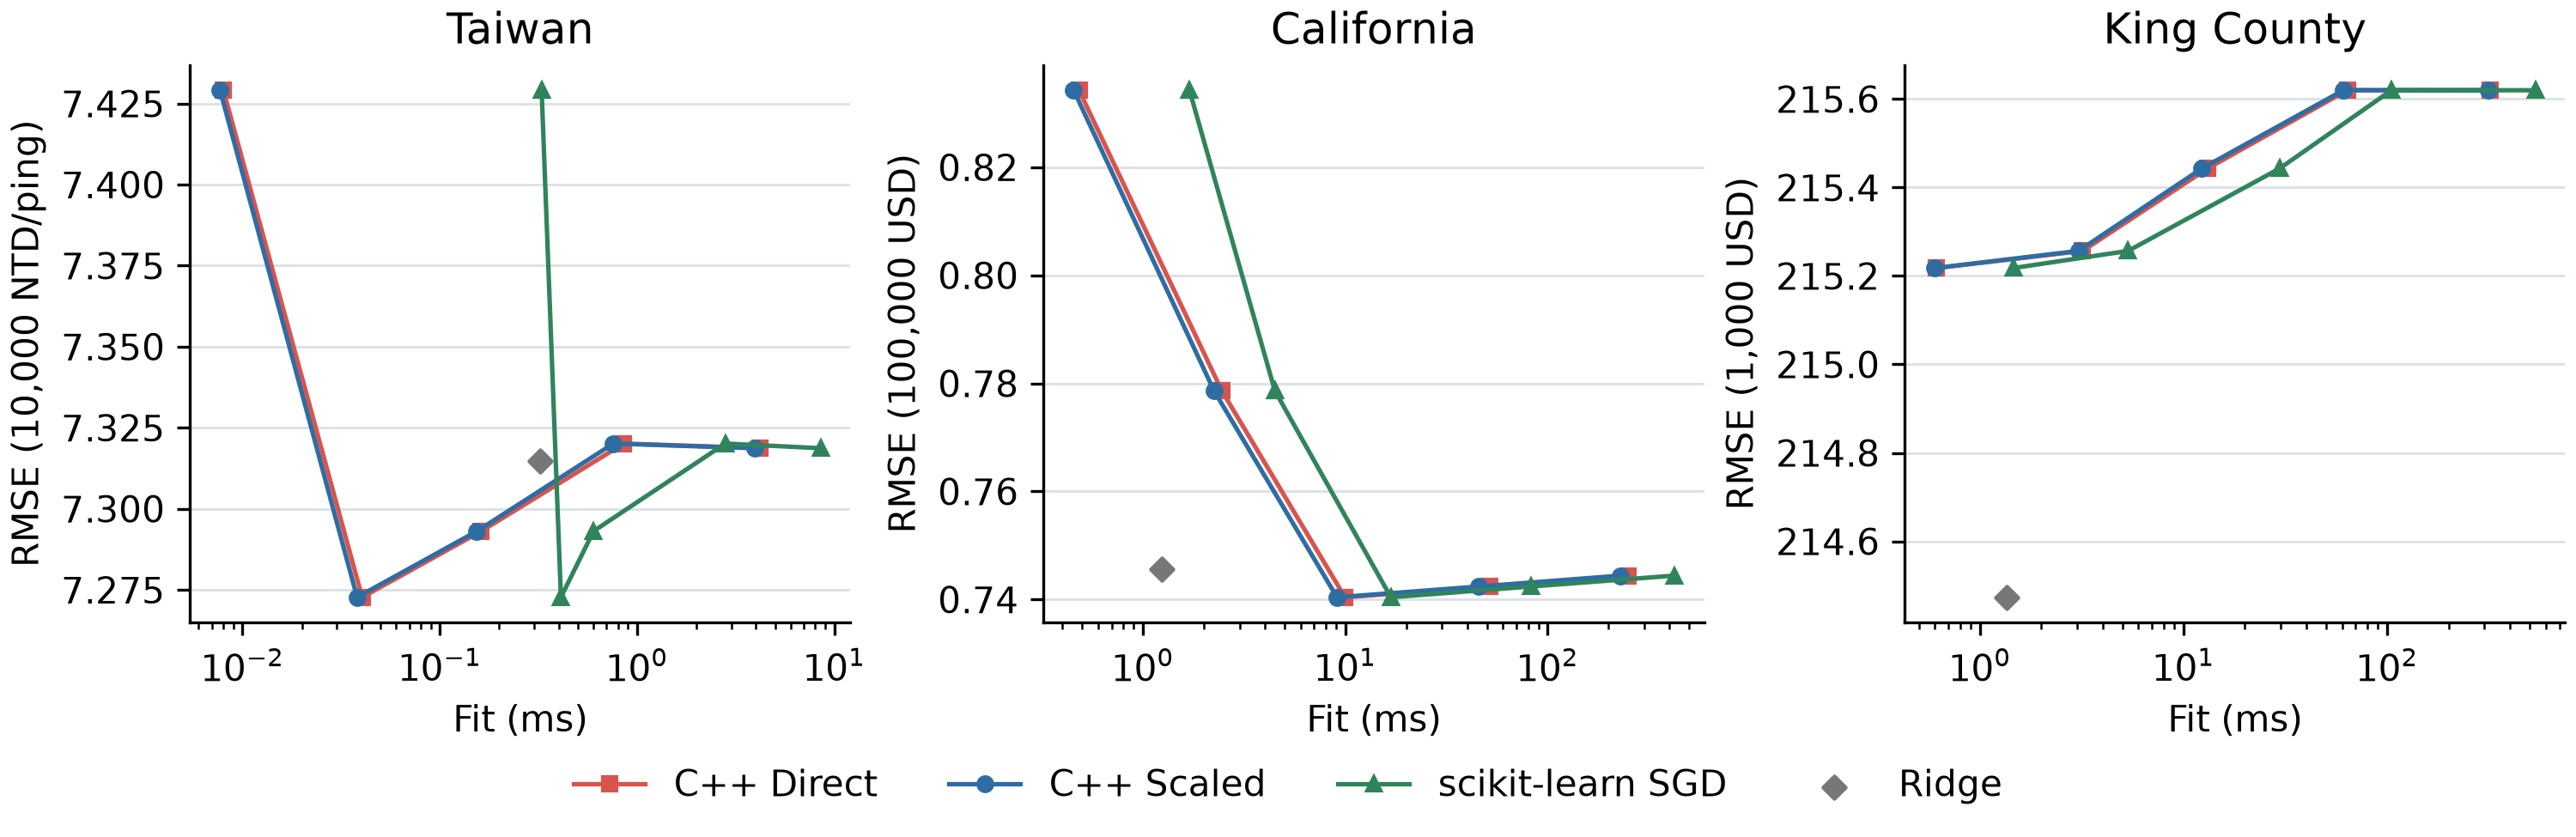 Taiwan
California
King County
RMSE (10,000 NTD/ping)
7.425
7.400
7.375
7.350
7.325
7.300
7.275
10⁻²
10⁻¹
10⁰
10¹
Fit (ms)
RMSE (100,000 USD)
0.82
0.80
0.78
0.76
0.74
10⁰
10¹
10²
Fit (ms)
RMSE (1,000 USD)
215.6
215.4
215.2
215.0
214.8
214.6
10⁰
10¹
10²
Fit (ms)
C++ Direct
C++ Scaled
scikit-learn SGD
Ridge